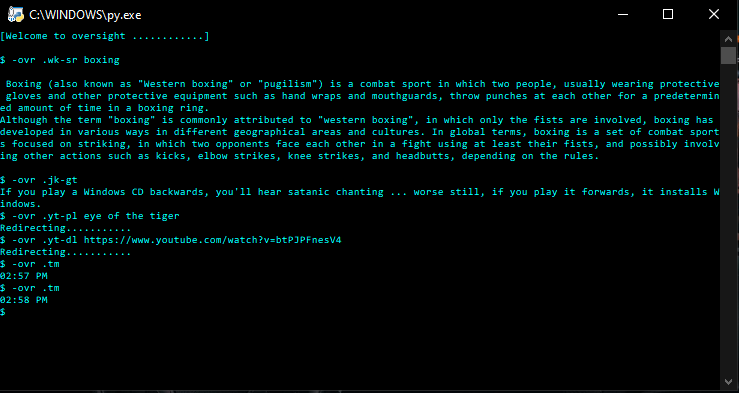 C:\WINDOWS\py.exe
[Welcome to oversight ............]
$ -ovr .wk-sr boxing
Boxing (also known as "Western boxing" or "pugilism") is a combat sport in which two people, usually wearing protective
gloves and other protective equipment such as hand wraps and mouthguards, throw punches at each other for a predetermin
ed amount of time in a boxing ring.
Although the term "boxing" is commonly attributed to "western boxing", in which only the fists are involved, boxing has
developed in various ways in different geographical areas and cultures. In global terms, boxing is a set of combat sport
s focused on striking, in which two opponents face each other in a fight using at least their fists, and possibly involv
ing other actions such as kicks, elbow strikes, knee strikes, and headbutts, depending on the rules.
$ -ovr .jk-gt
If you play a Windows CD backwards, you'll hear satanic chanting ... worse still, if you play it forwards, it installs W
indows.
$ -ovr .yt-pl eye of the tiger
Redirecting...........
$ -ovr .yt-dl https://www.youtube.com/watch?v=btPJPFnesV4
Redirecting...........
$ -ovr .tm
02:57 PM
$ -ovr .tm
02:58 PM
$